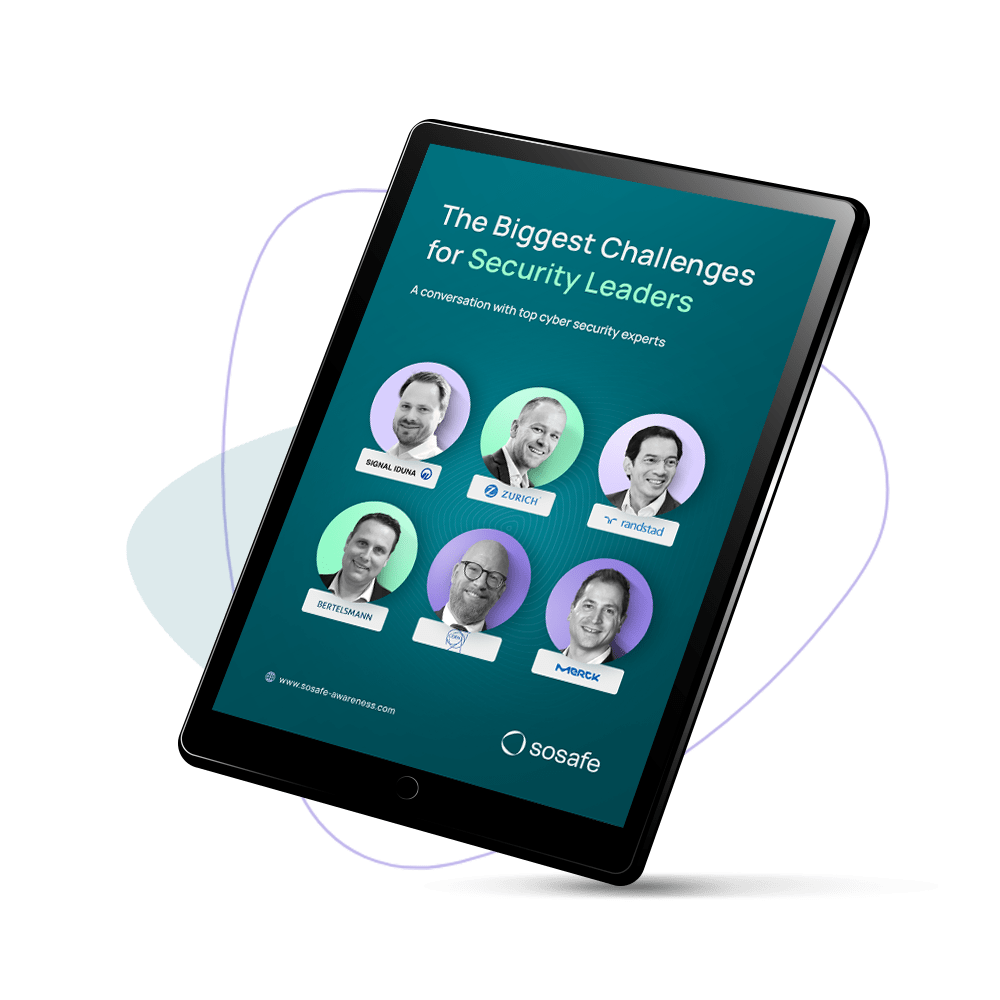 The Biggest Challenges
for Security Leaders
A conversation with top cyber security experts
SIGNAL IDUNA
ZURICH
randstad
BERTELSMANN
CERN
MERCK
www.sosafe-awareness.com
sosafe